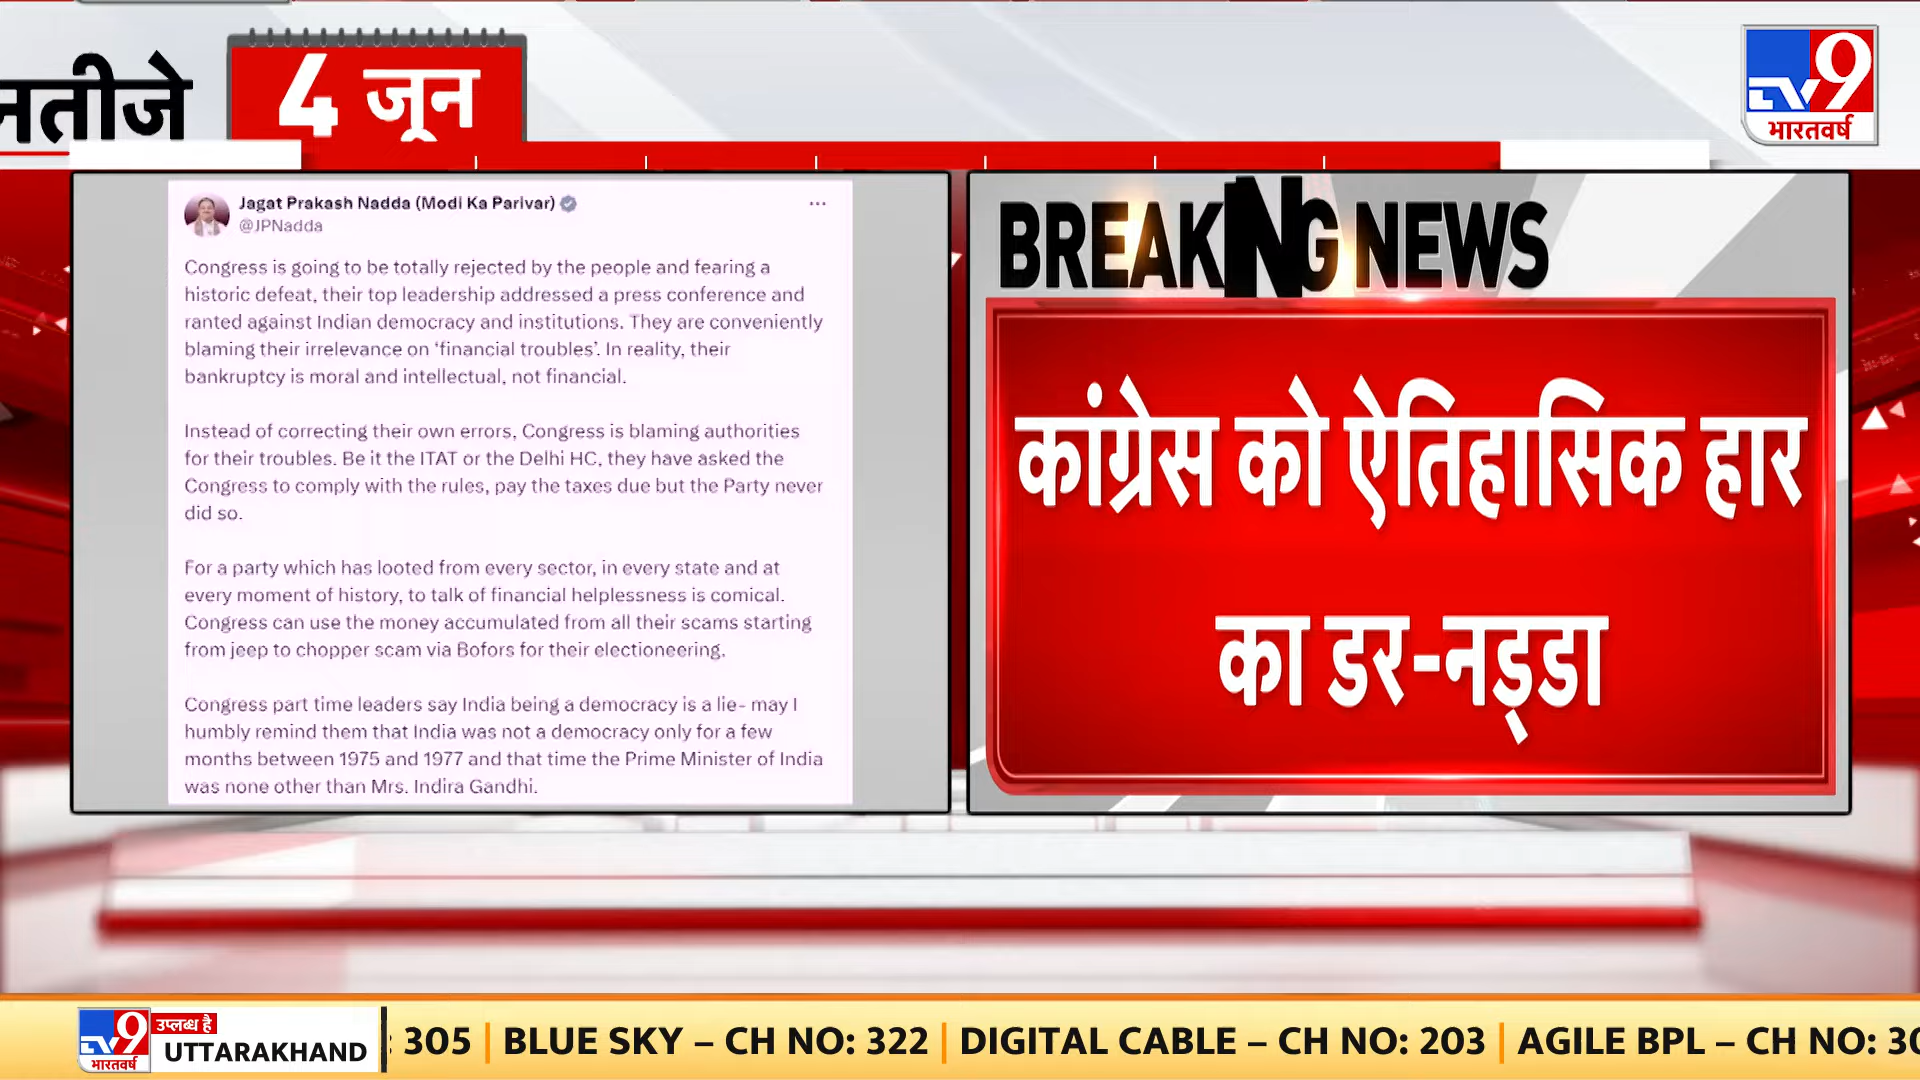 नतीजे
4 जून
TV9
भारतवर्ष
Jagat Prakash Nadda (Modi Ka Parivar)
@JPNadda
Congress is going to be totally rejected by the people and fearing a
historic defeat, their top leadership addressed a press conference and
ranted against Indian democracy and institutions. They are conveniently
blaming their irrelevance on ‘financial troubles’. In reality, their
bankruptcy is moral and intellectual, not financial.
Instead of correcting their own errors, Congress is blaming authorities
for their troubles. Be it the ITAT or the Delhi HC, they have asked the
Congress to comply with the rules, pay the taxes due but the Party never
did so.
For a party which has looted from every sector, in every state and at
every moment of history, to talk of financial helplessness is comical.
Congress can use the money accumulated from all their scams starting
from jeep to chopper scam via Bofors for their electioneering.
Congress part time leaders say India being a democracy is a lie- may I
humbly remind them that India was not a democracy only for a few
months between 1975 and 1977 and that time the Prime Minister of India
was none other than Mrs. Indira Gandhi.
BREAKNG NEWS
कांग्रेस को ऐतिहासिक हार
का डर-नड्डा
TV9
भारतवर्ष
उप्लब्ध है
UTTARAKHAND
: 305 | BLUE SKY – CH NO: 322 | DIGITAL CABLE – CH NO: 203 | AGILE BPL – CH NO: 30